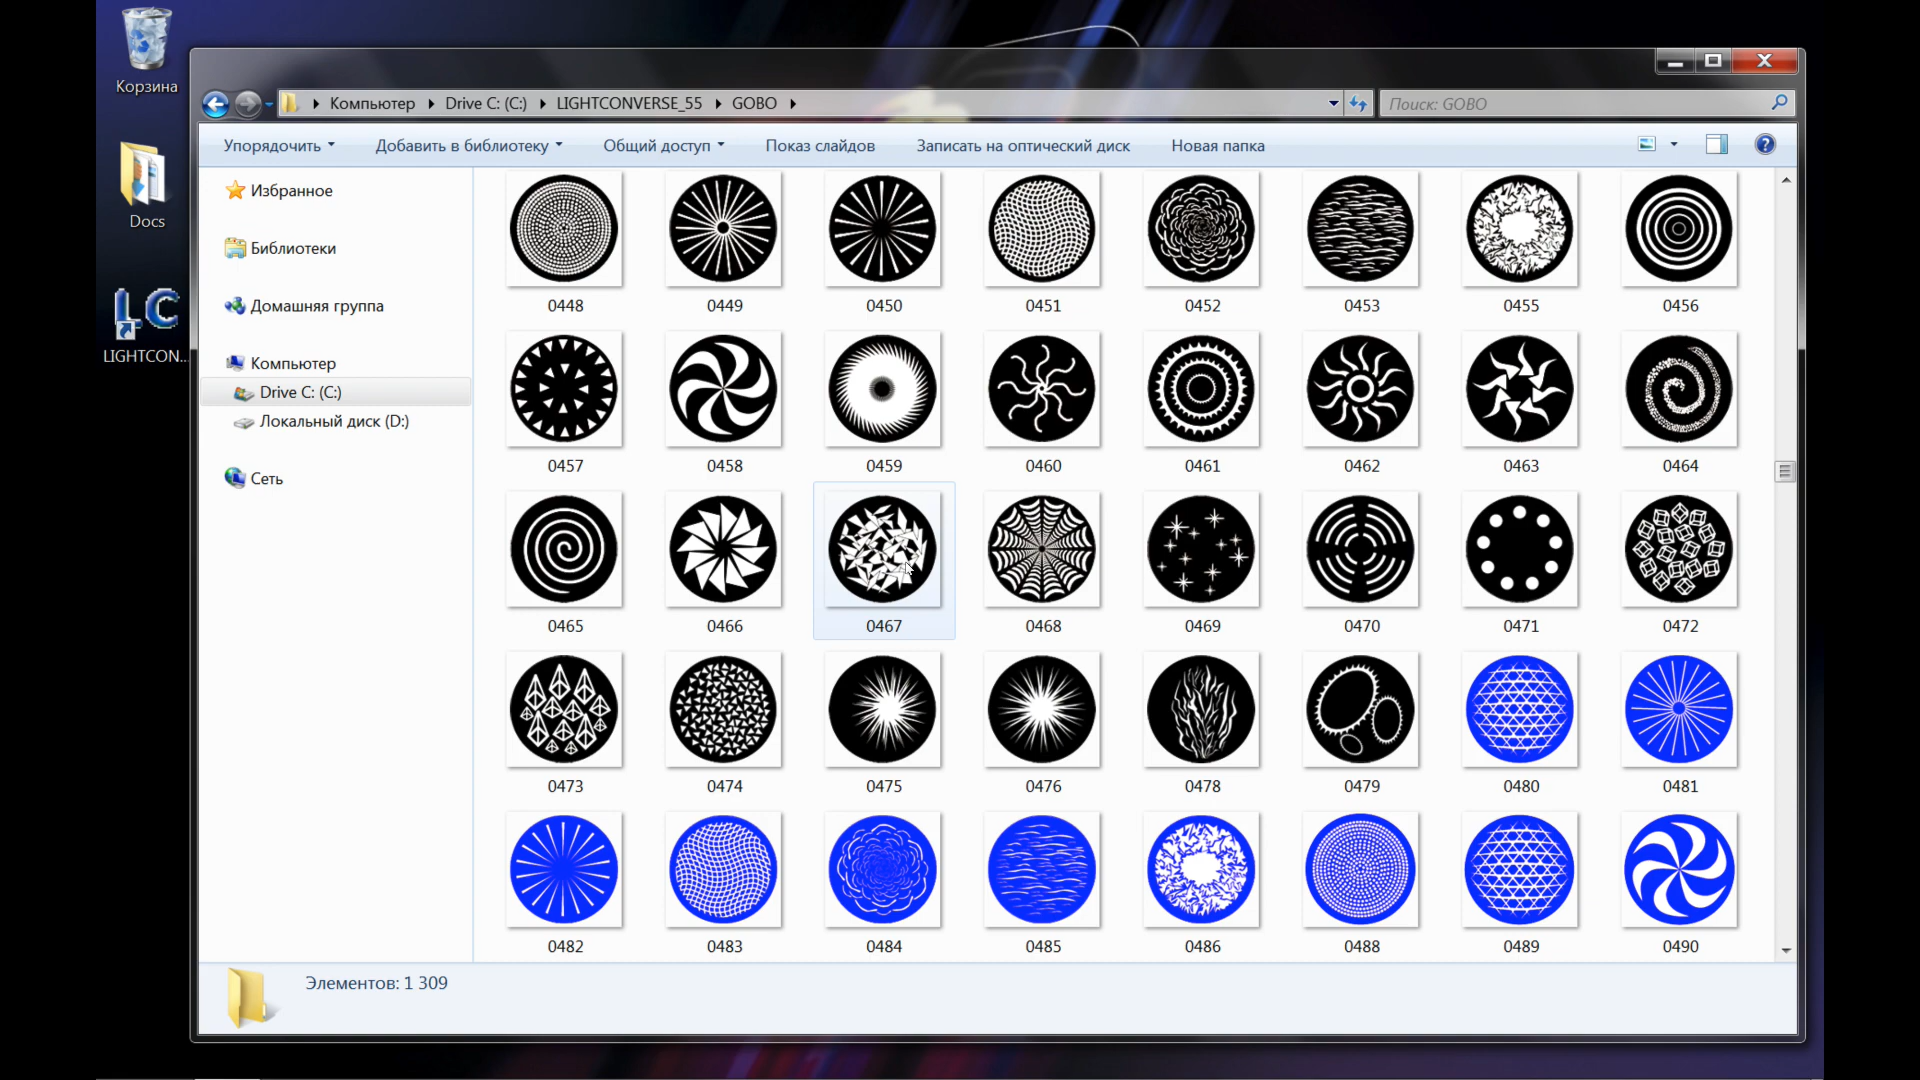 Корзина
Docs
LC
LIGHTCON...
Компьютер
Drive C: (C:)
LIGHTCONVERSE_55
GOBO
Поиск: GOBO
Упорядочить
Добавить в библиотеку
Общий доступ
Показ слайдов
Записать на оптический диск
Новая папка
Избранное
Библиотеки
Домашняя группа
Компьютер
Drive C: (C:)
Локальный диск (D:)
Сеть
0448 0449 0450 0451 0452 0453 0455 0456
0457 0458 0459 0460 0461 0462 0463 0464
0465 0466 0467 0468 0469 0470 0471 0472
0473 0474 0475 0476 0478 0479 0480 0481
0482 0483 0484 0485 0486 0488 0489 0490
Элементов: 1 309